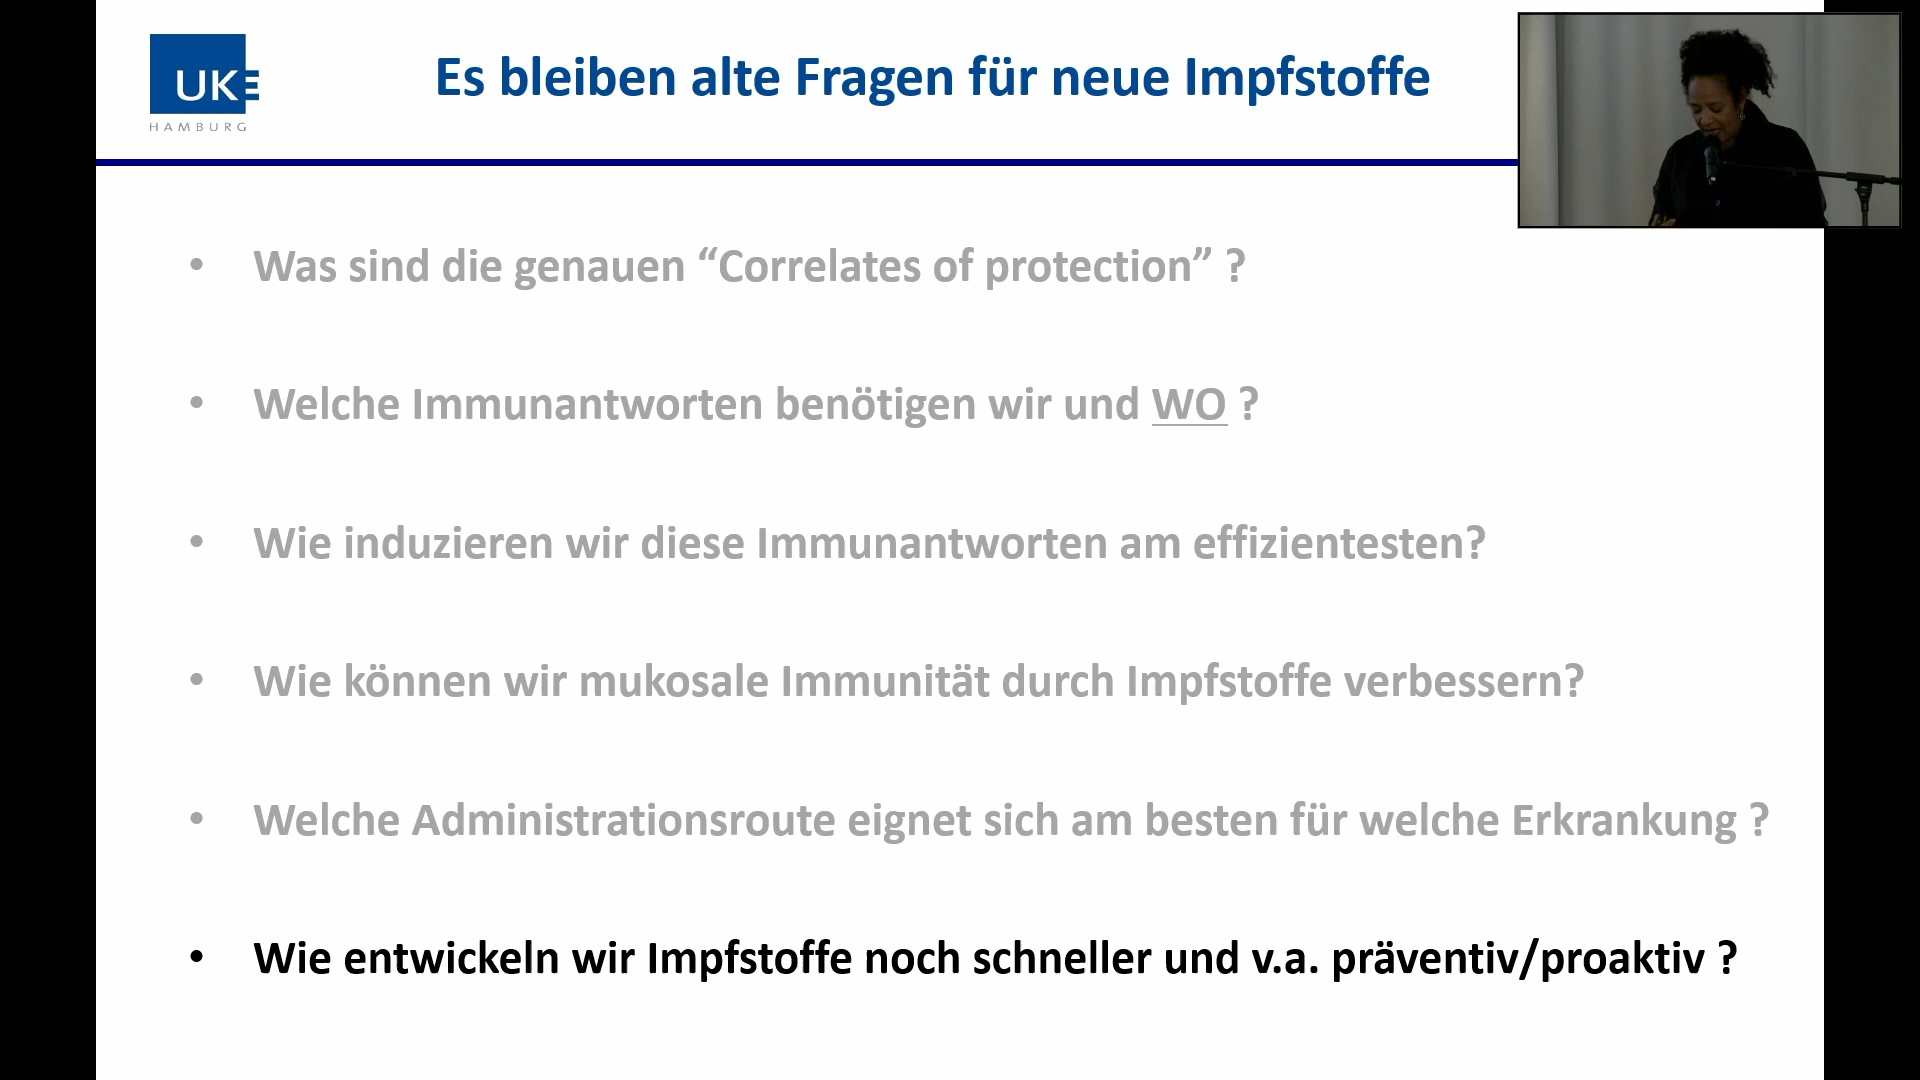 UKE
HAMBURG
Es bleiben alte Fragen für neue Impfstoffe
• Was sind die genauen “Correlates of protection” ?
• Welche Immunantworten benötigen wir und WO ?
• Wie induzieren wir diese Immunantworten am effizientesten?
• Wie können wir mukosale Immunität durch Impfstoffe verbessern?
• Welche Administrationsroute eignet sich am besten für welche Erkrankung ?
• Wie entwickeln wir Impfstoffe noch schneller und v.a. präventiv/proaktiv ?